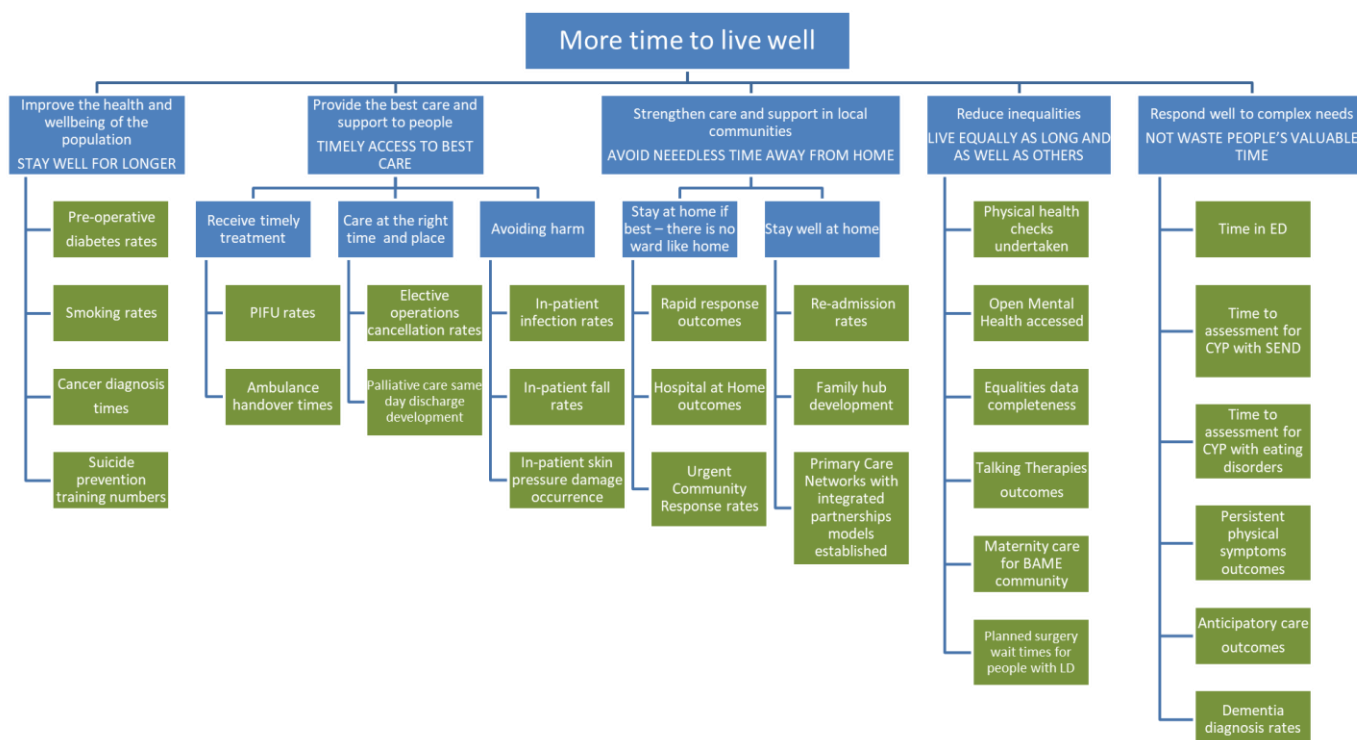 More time to live well
Improve the health and
wellbeing of the
population
STAY WELL FOR LONGER
Pre-operative
diabetes rates
Smoking rates
Cancer diagnosis
times
Suicide
prevention
training numbers
Provide the best care and
support to people
TIMELY ACCESS TO BEST
CARE
Receive timely
treatment
PIFU rates
Ambulance
handover times
Care at the right
time and place
Elective
operations
cancellation rates
Palliative care same
day discharge
development
Avoiding harm
In-patient
infection rates
In-patient fall
rates
In-patient skin
pressure damage
occurrence
Strengthen care and support in local
communities
AVOID NEEEDLESS TIME AWAY FROM HOME
Stay at home if
best – there is no
ward like home
Rapid response
outcomes
Hospital at Home
outcomes
Urgent
Community
Response rates
Stay well at home
Re-admission
rates
Family hub
development
Primary Care
Networks with
integrated
partnerships
models
established
Reduce inequalities
LIVE EQUALLY AS LONG AND
AS WELL AS OTHERS
Physical health
checks
undertaken
Open Mental
Health accessed
Equalities data
completeness
Talking Therapies
outcomes
Maternity care
for BAME
community
Planned surgery
wait times for
people with LD
Respond well to complex needs
NOT WASTE PEOPLE'S VALUABLE
TIME
Time in ED
Time to
assessment for
CYP with SEND
Time to
assessment for
CYP with eating
disorders
Persistent
physical
symptoms
outcomes
Anticipatory care
outcomes
Dementia
diagnosis rates